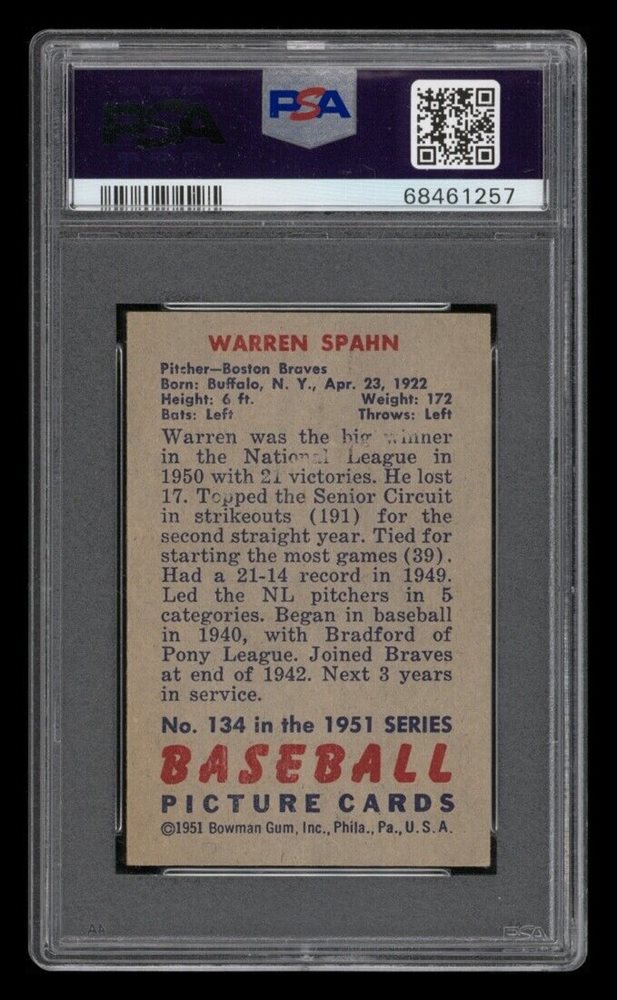 PSA
PSA
68461257
WARREN SPAHN
Pitcher—Boston Braves
Born: Buffalo, N. Y., Apr. 23, 1922
Height: 6 ft. Weight: 172
Bats: Left Throws: Left
Warren was the big winner
in the National League in
1950 with 21 victories. He lost
17. Topped the Senior Circuit
in strikeouts (191) for the
second straight year. Tied for
starting the most games (39).
Had a 21-14 record in 1949.
Led the NL pitchers in 5
categories. Began in baseball
in 1940, with Bradford of
Pony League. Joined Braves
at end of 1942. Next 3 years
in service.
No. 134 in the 1951 SERIES
BASEBALL
PICTURE CARDS
©1951 Bowman Gum, Inc., Phila., Pa., U. S. A.
AA
PSA